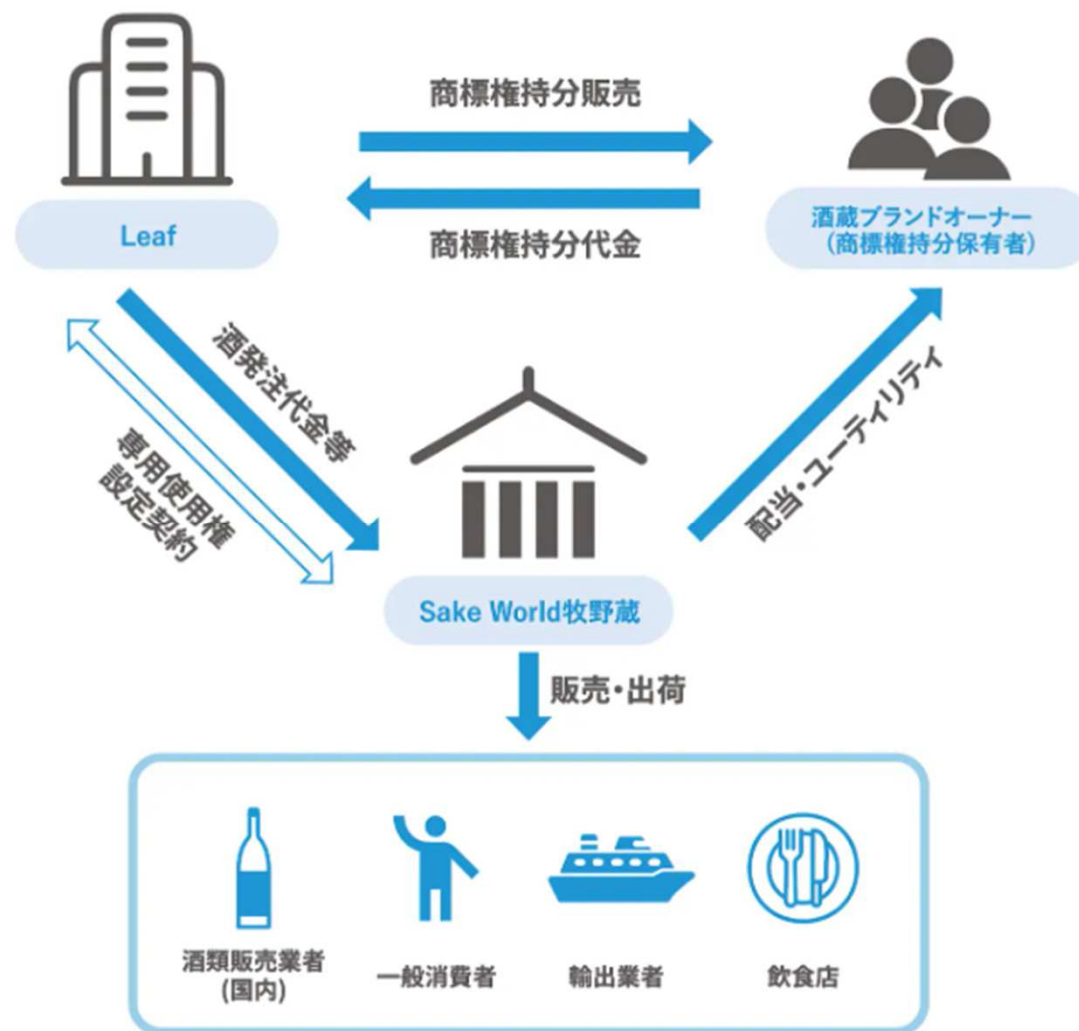 商標権持分販売
Leaf
酒蔵ブランドオーナー
(商標権持分保有者)
商標権持分代金
酒発注代金等
専用使用権
設定契約
配当・ユーティリティ
Sake World牧野蔵
販売・出荷
酒類販売業者
(国内)
一般消費者
輸出業者
飲食店